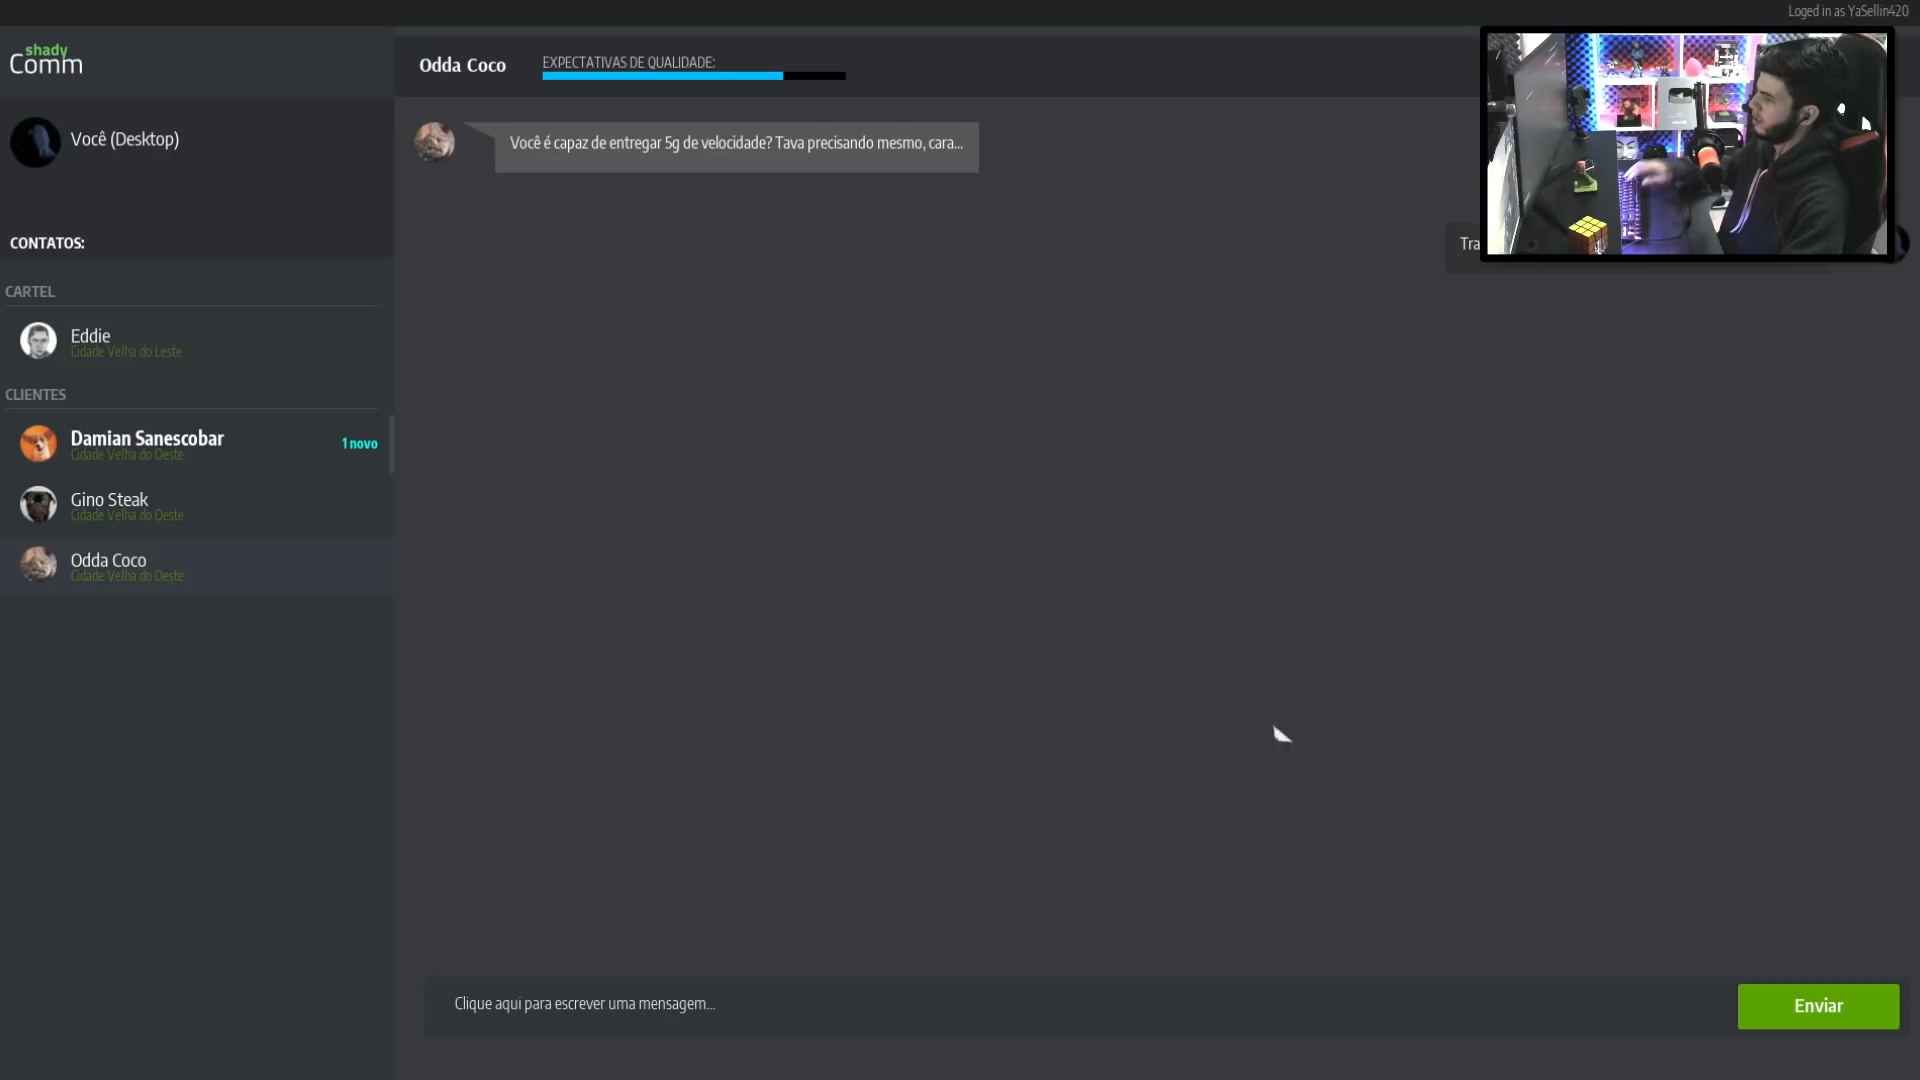 Loged in as YaSellin420
shady
Comm
Você (Desktop)
CONTATOS:
CARTEL
Eddie
Cidade Velha do Leste
CLIENTES
Damian Sanescobar
Cidade Velha do Oeste
1 novo
Gino Steak
Cidade Velha do Oeste
Odda Coco
Cidade Velha do Oeste
Odda Coco
EXPECTATIVAS DE QUALIDADE:
Você é capaz de entregar 5g de velocidade? Tava precisando mesmo, cara...
Tra
Clique aqui para escrever uma mensagem...
Enviar